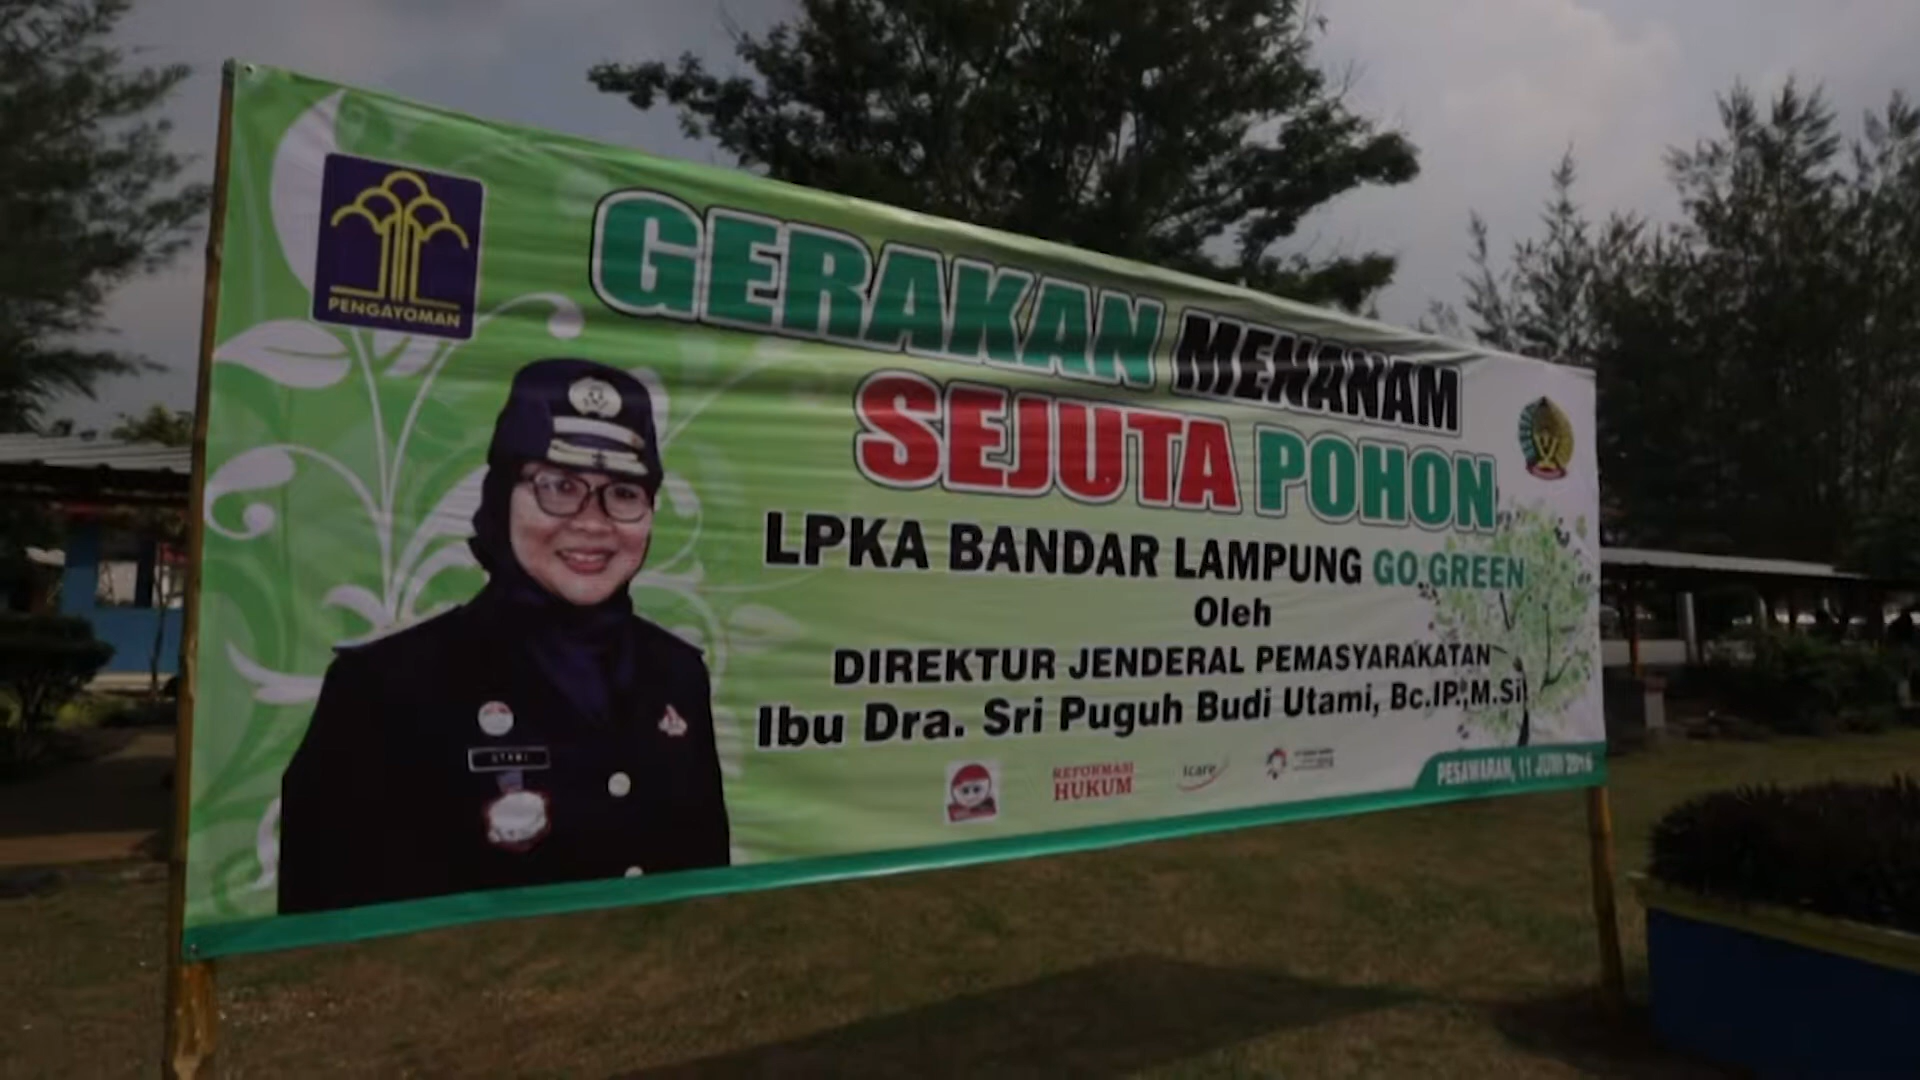 PENGAYOMAN
GERAKAN MENANAM
SEJUTA POHON
LPKA BANDAR LAMPUNG GO GREEN
Oleh
DIREKTUR JENDERAL PEMASYARAKATAN
Ibu Dra. Sri Puguh Budi Utami, Bc.IP.,M.Si
UTAMI
REFORMASI
HUKUM
icare
PESAWARAN, 11 JUNI